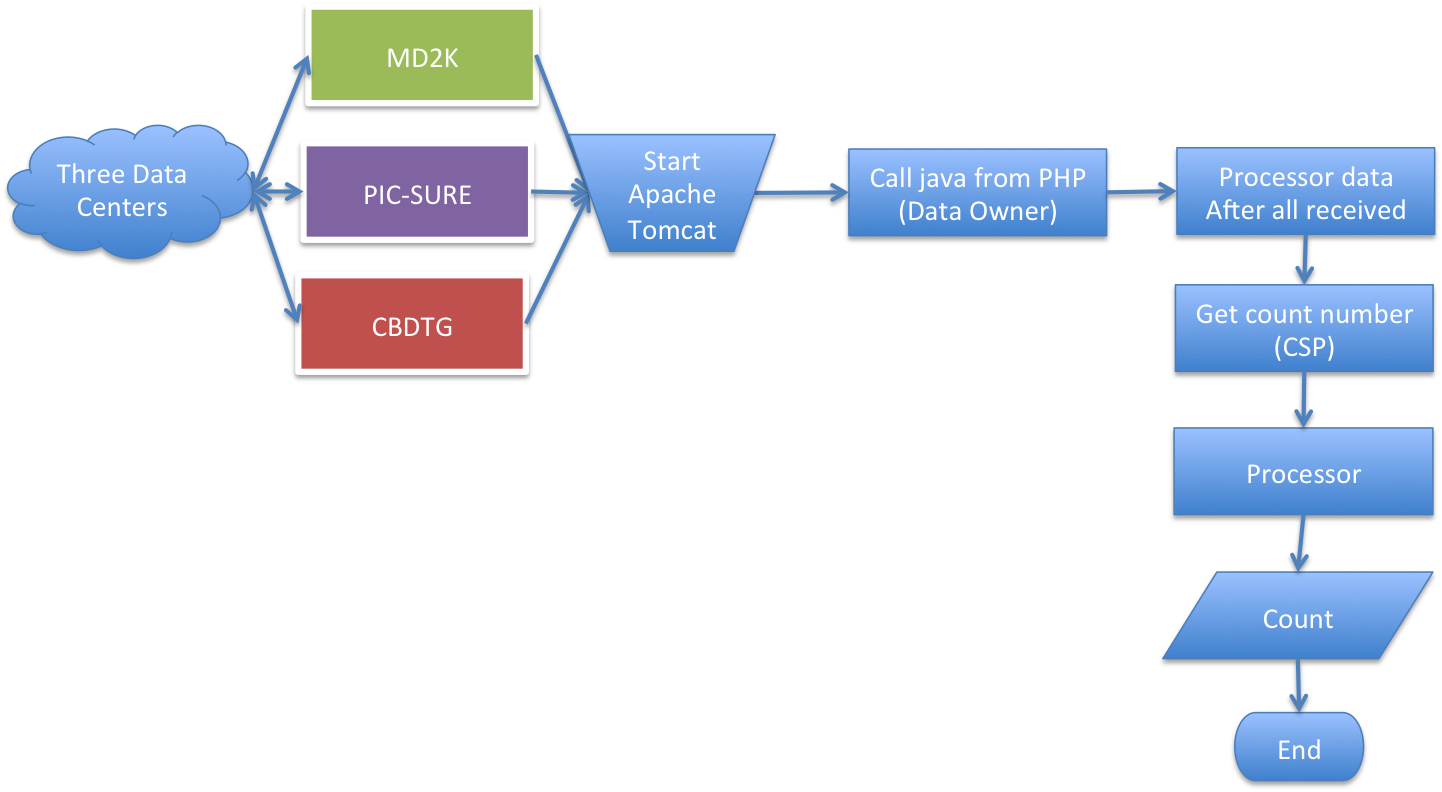 MD2K
Three Data
Centers
PIC-SURE
CBDTG
Start
Apache
Tomcat
Call java from PHP
(Data Owner)
Processor data
After all received
Get count number
(CSP)
Processor
Count
End